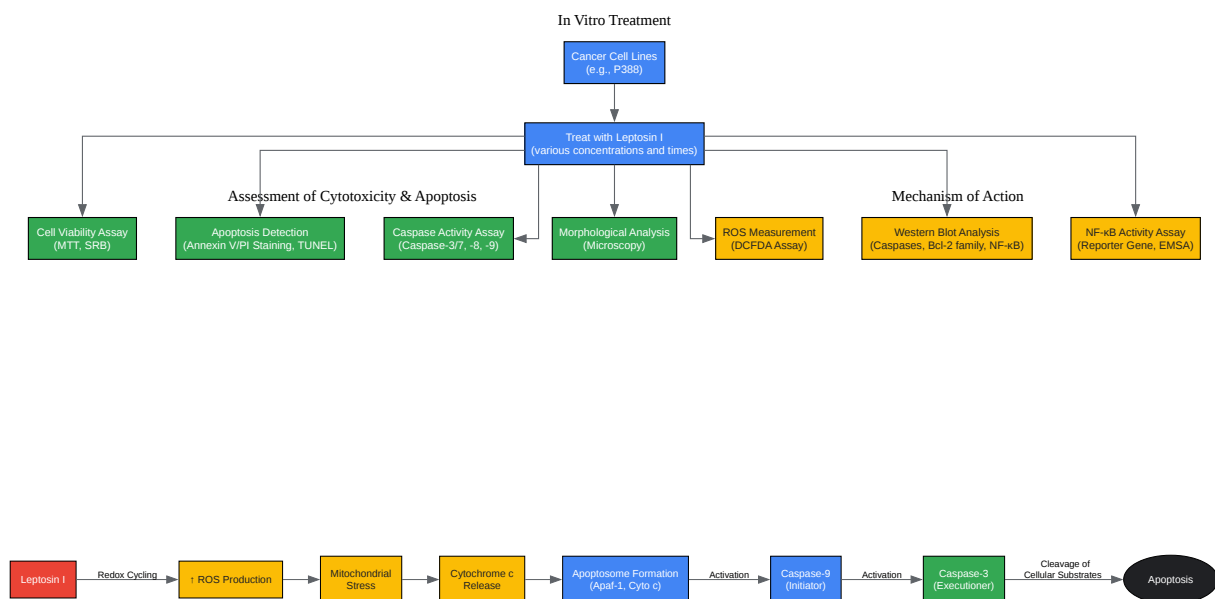 In Vitro Treatment
Cancer Cell Lines
(e.g., P388)
Treat with Leptosin I
(various concentrations and times)
Assessment of Cytotoxicity & Apoptosis
Mechanism of Action
Cell Viability Assay
(MTT, SRB)
Apoptosis Detection
(Annexin V/PI Staining, TUNEL)
Caspase Activity Assay
(Caspase-3/7, -8, -9)
Morphological Analysis
(Microscopy)
ROS Measurement
(DCFDA Assay)
Western Blot Analysis
(Caspases, Bcl-2 family, NF-κB)
NF-κB Activity Assay
(Reporter Gene, EMSA)
Leptosin I
Redox Cycling
↑ ROS Production
Mitochondrial
Stress
Cytochrome c
Release
Apoptosome Formation
(Apaf-1, Cyto c)
Activation
Caspase-9
(Initiator)
Activation
Caspase-3
(Executioner)
Cleavage of
Cellular Substrates
Apoptosis